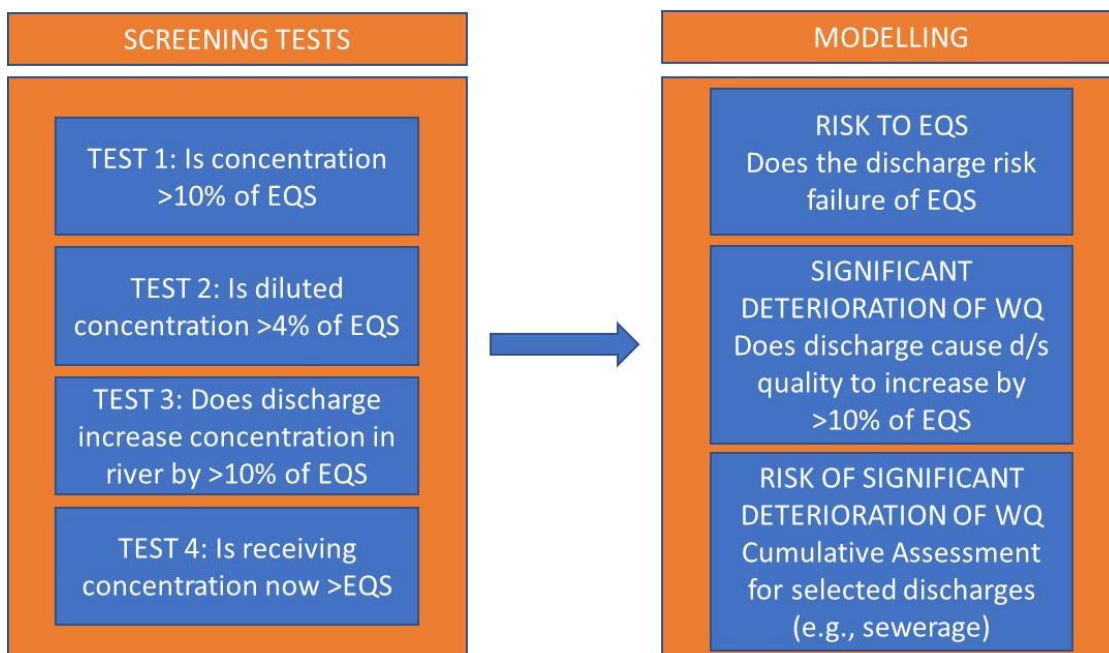 SCREENING TESTS
TEST 1: Is concentration
>10% of EQS
TEST 2: Is diluted
concentration >4% of EQS
TEST 3: Does discharge
increase concentration in
river by >10% of EQS
TEST 4: Is receiving
concentration now >EQS
MODELLING
RISK TO EQS
Does the discharge risk
failure of EQS
SIGNIFICANT
DETERIORATION OF WQ
Does discharge cause d/s
quality to increase by
>10% of EQS
RISK OF SIGNIFICANT
DETERIORATION OF WQ
Cumulative Assessment
for selected discharges
(e.g., sewerage)